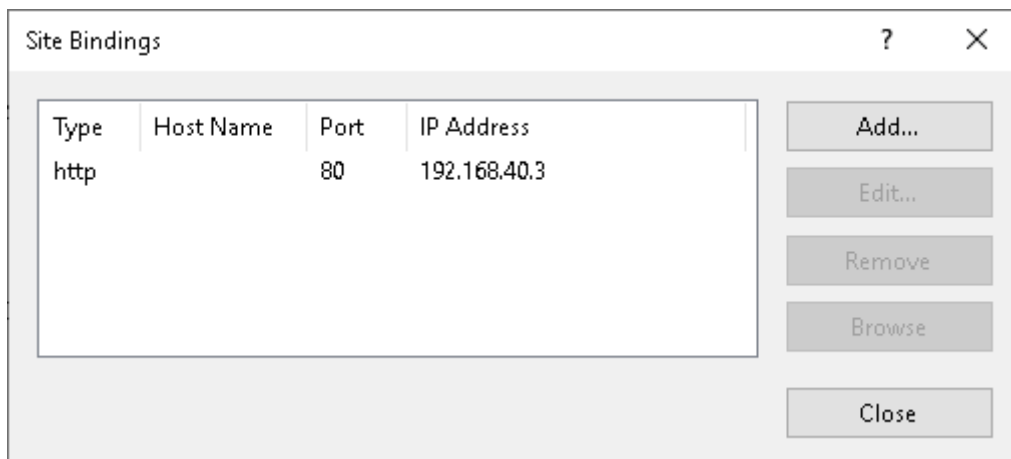 Site Bindings
?
Type Host Name Port IP Address
http 80 192.168.40.3
Add...
Edit...
Remove
Browse
Close